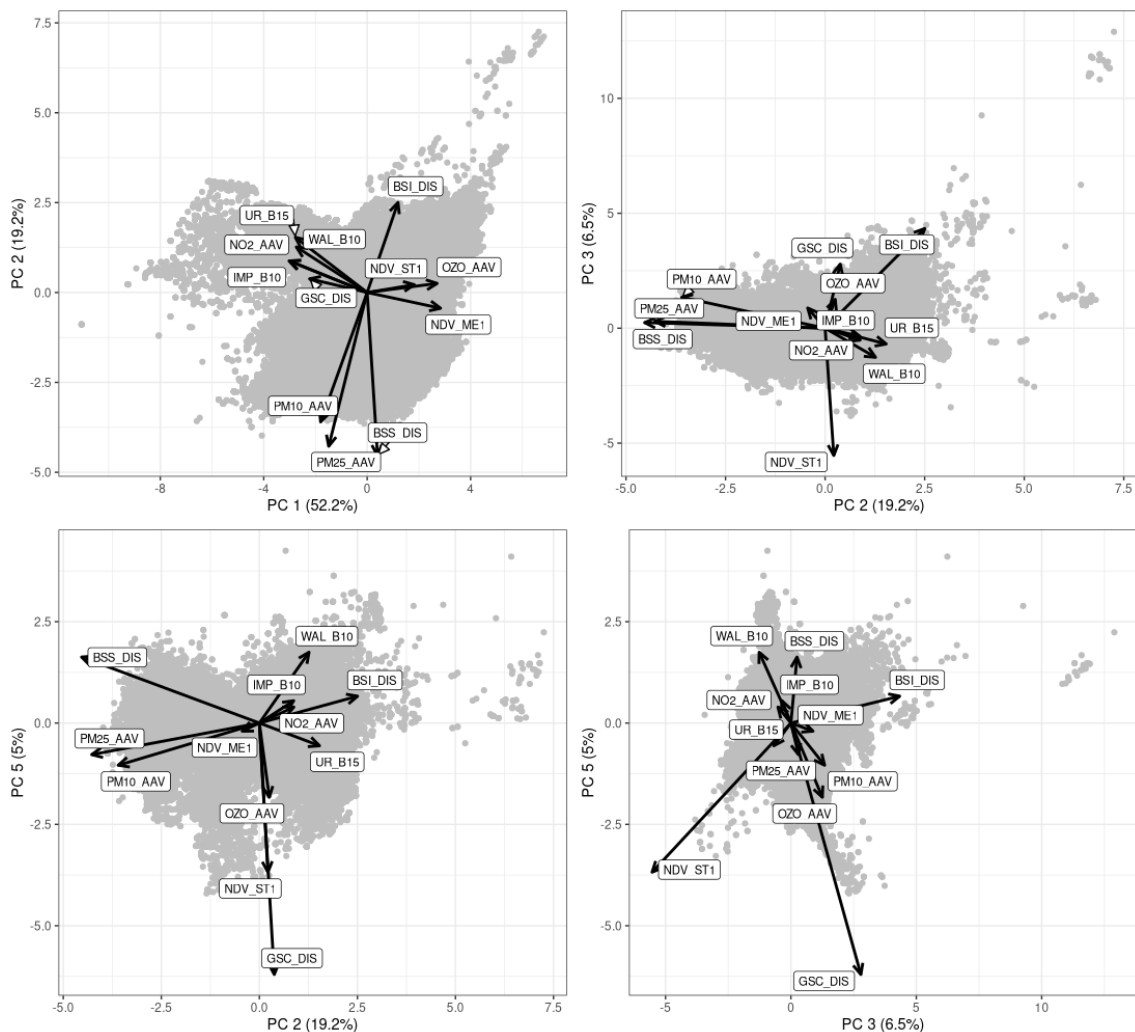 7.5
5.0
2.5
0.0
-2.5
-5.0
PC 2 (19.2%)
BSI_DIS
UR_B15
WAL_B10
NO2_AAV
NDV_ST1
OZO_AAV
IMP_B10
GSC_DIS
NDV_ME1
PM10_AAV
BSS_DIS
PM25_AAV
-8
-4
0
4
PC 1 (52.2%)
10
5
0
-5
PC 3 (6.5%)
GSC_DIS
BSI_DIS
PM10_AAV
OZO_AAV
PM25_AAV
NDV_ME1
IMP_B10
UR_B15
BSS_DIS
NO2_AAV
WAL_B10
NDV_ST1
-5.0
-2.5
0.0
2.5
5.0
7.5
PC 2 (19.2%)
2.5
0.0
-2.5
-5.0
PC 5 (5%)
WAL_B10
BSS_DIS
IMP_B10
BSI_DIS
PM25_AAV
NO2_AAV
NDV_ME1
UR_B15
PM10_AAV
OZO_AAV
NDV_ST1
GSC_DIS
-5.0
-2.5
0.0
2.5
5.0
7.5
PC 2 (19.2%)
2.5
0.0
-2.5
-5.0
PC 5 (5%)
WAL_B10
BSS_DIS
IMP_B10
BSI_DIS
NO2_AAV
NDV_ME1
UR_B15
PM25_AAV
PM10_AAV
OZO_AAV
NDV_ST1
GSC_DIS
-5
0
5
10
PC 3 (6.5%)